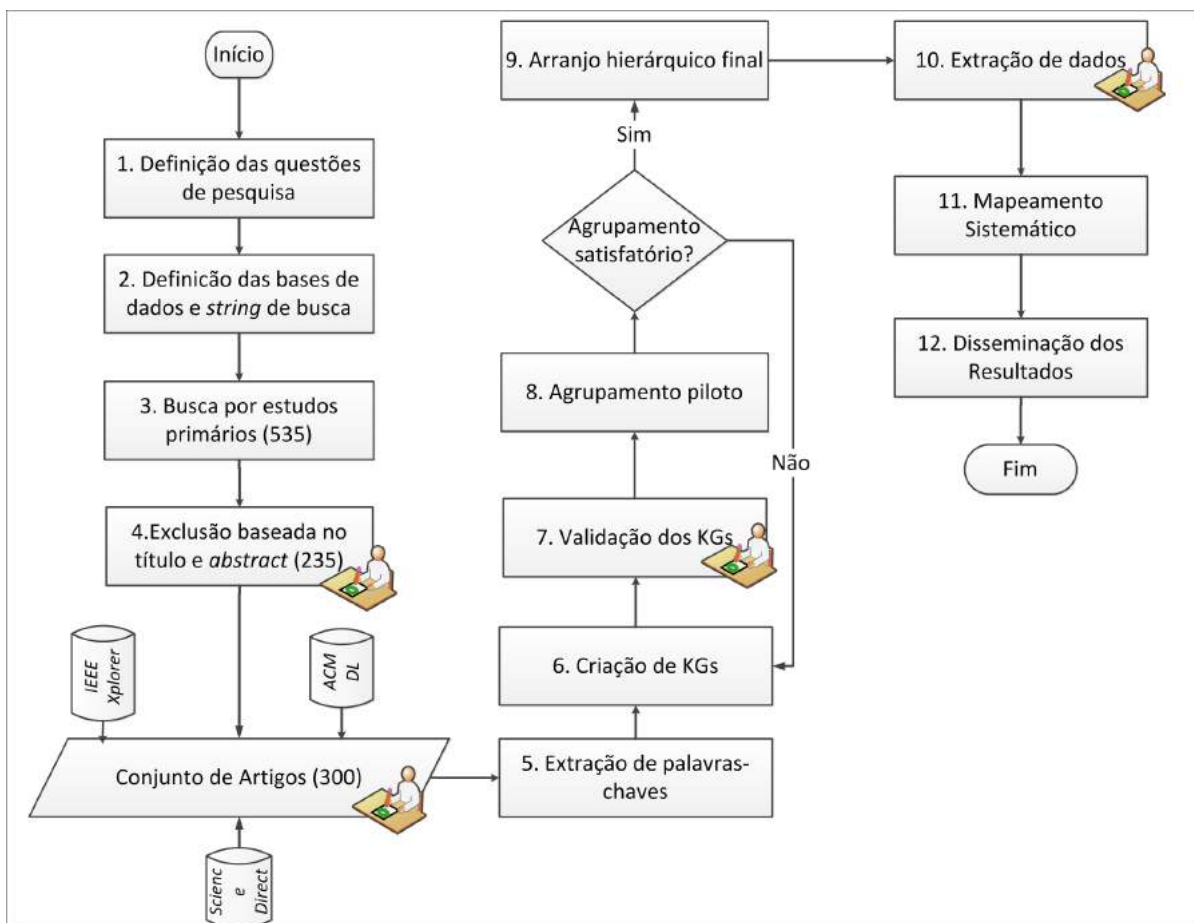 Início
1. Definição das questões
de pesquisa
2. Definicão das bases de
dados e string de busca
3. Busca por estudos
primários (535)
4.Exclusão baseada no
título e abstract (235)
IEEE
Xplorer
ACM
DL
Conjunto de Artigos (300)
Scienc
e
Direct
5. Extração de palavras-
chaves
6. Criação de KGs
7. Validação dos KGs
8. Agrupamento piloto
Agrupamento
satisfatório?
Sim
Não
9. Arranjo hierárquico final
10. Extração de dados
11. Mapeamento
Sistemático
12. Disseminação dos
Resultados
Fim